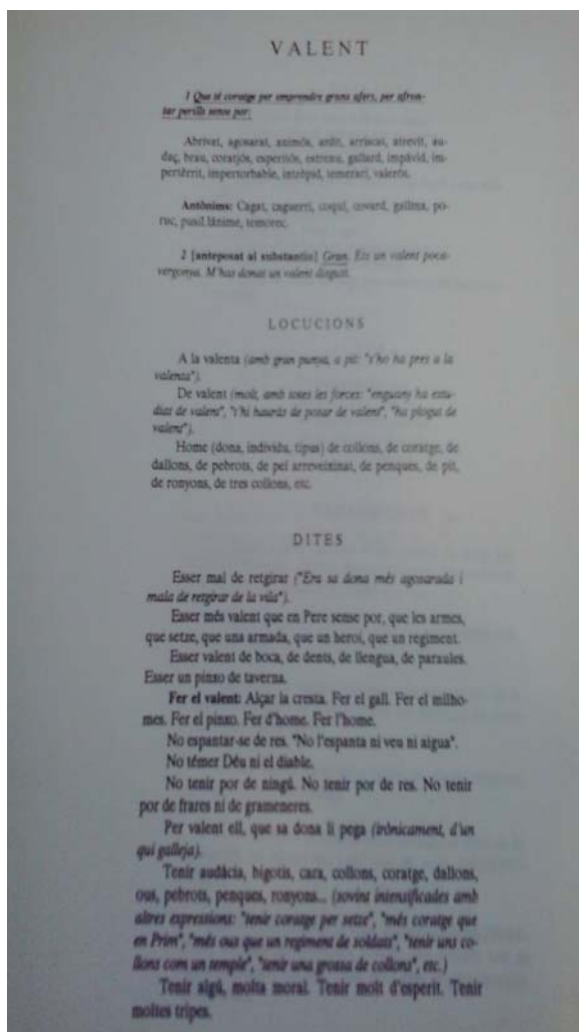 VALENT
1 Que té coratge per emprendre grans afers, per afron-
tar perills sense por:
Abrivat, agosarat, animós, ardit, arriscat, atrevit, au-
daç, brau, coratjós, esperitós, estrenu, gallard, impàvid, im-
pertèrrit, impertorbable, intrèpid, temerari, valerós.
Antònims: Cagat, caguerri, coquí, covard, gallina, po-
ruc, pusil·lànime, temorenc.
2 [anteposat al substantiu] Gran. Ets un valent poca-
vergonya. M'has donat un valent disgust.
LOCUCIONS
A la valenta (amb gran punya, a pit: "s'ho ha pres a la
valenta").
De valent (molt, amb totes les forces: "enguany ha estu-
diat de valent", "t'hi hauràs de posar de valent", "ha plogut de
valent").
Home (dona, individu, tipus) de collons, de coratge, de
dallons, de pebrots, de pèl arreveixinat, de penques, de pit,
de ronyons, de tres collons, etc.
DITES
Esser mal de retgirar ("Era sa dona més agosarada i
mala de retgirar de la vila").
Esser més valent que en Pere sense por, que les armes,
que setze, que una armada, que un heroi, que un regiment.
Esser valent de boca, de dents, de llengua, de paraules.
Esser un pinxo de taverna.
Fer el valent: Alçar la cresta. Fer el gall. Fer el milho-
mes. Fer el pinxo. Fer d'home. Fer l'home.
No espantar-se de res. "No l'espanta ni veu ni aigua".
No témer Déu ni el diable.
No tenir por de ningú. No tenir por de res. No tenir
por de frares ni de grameneres.
Per valent ell, que sa dona li pega (irònicament, d'un
qui galleja).
Tenir audàcia, bigotis, cara, collons, coratge, dallons,
ous, pebrots, penques, ronyons... (sovint intensificades amb
altres expressions: "tenir coratge per setze", "més coratge que
en Prim", "més ous que un regiment de soldats", "tenir uns co-
llons com un temple", "tenir una grossa de collons", etc.)
Tenir algú, molta moral. Tenir molt d'esperit. Tenir
moltes tripes.